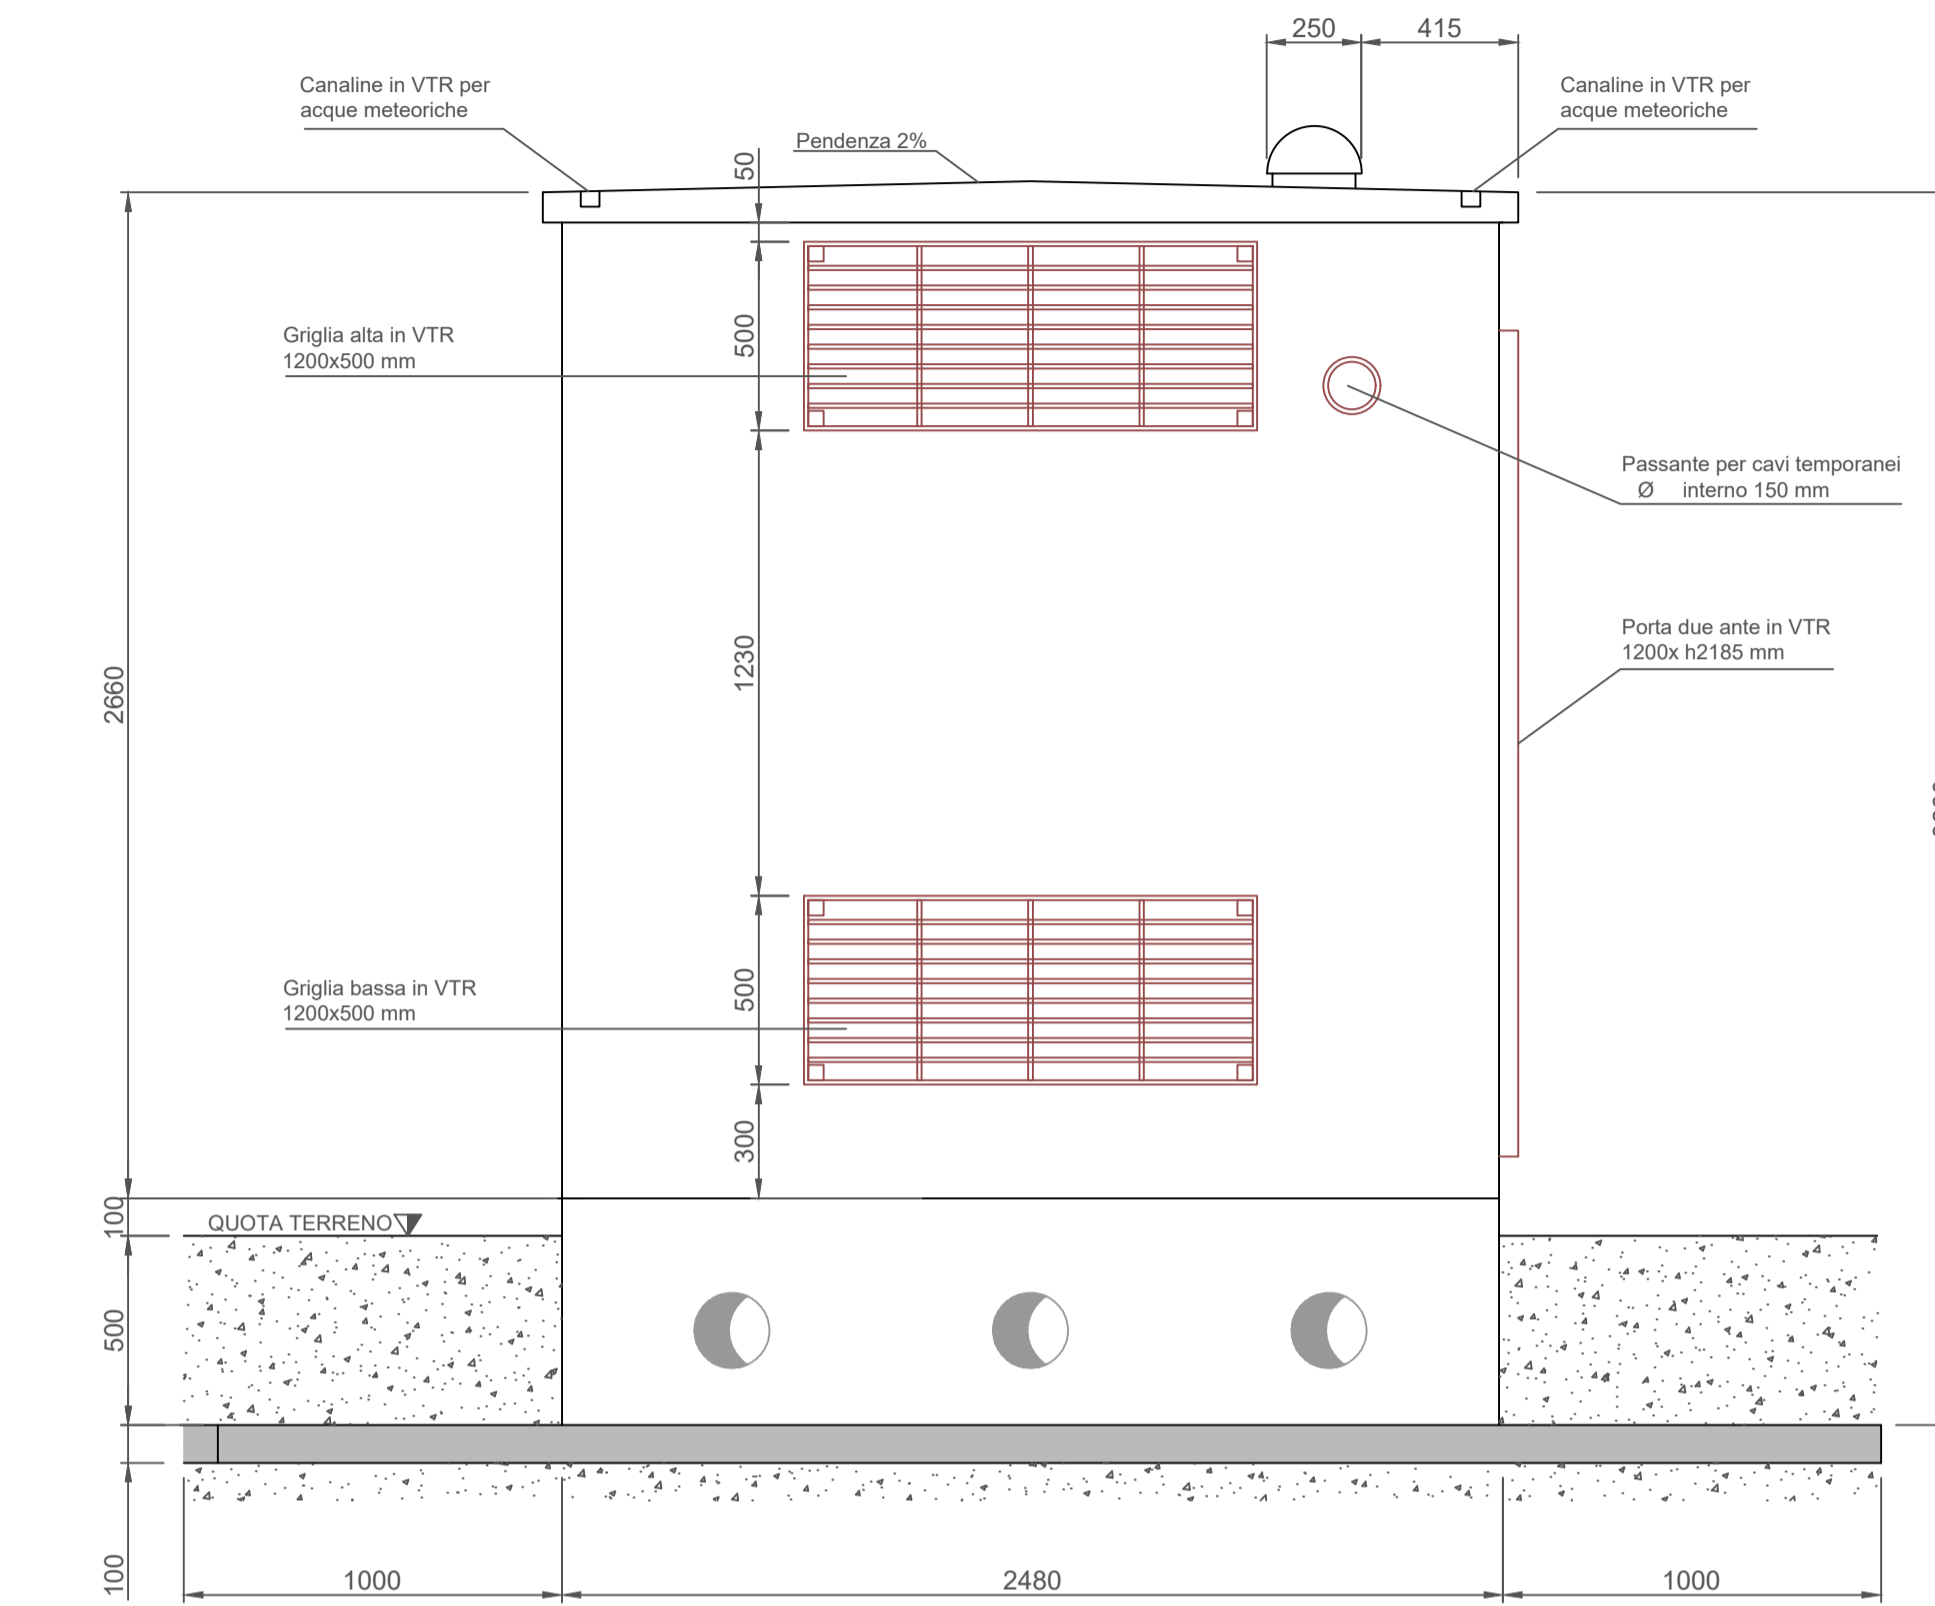 250
415
Canaline in VTR per
acque meteoriche
Canaline in VTR per
acque meteoriche
Pendenza 2%
50
Griglia alta in VTR
1200x500 mm
500
Passante per cavi temporanei
Ø interno 150 mm
Porta due ante in VTR
1200x h2185 mm
1230
2660
Griglia bassa in VTR
1200x500 mm
500
300
100
QUOTA TERRENO
500
100
1000
2480
1000